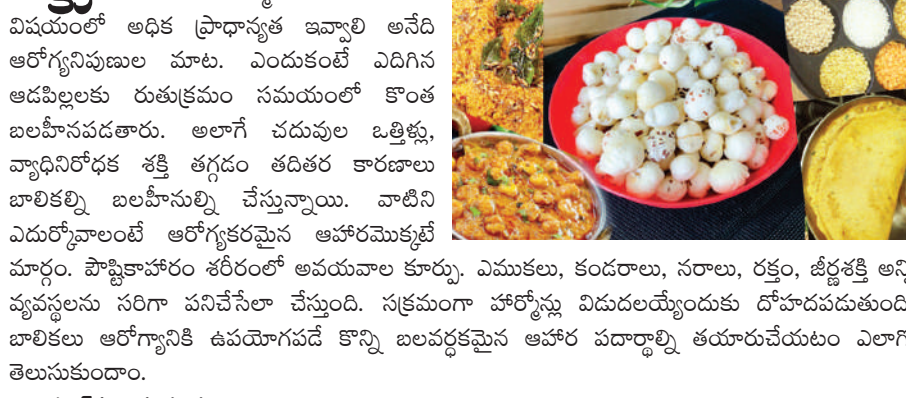 విషయంలో అధిక ప్రాధాన్యత ఇవ్వాలి అనేది
ఆరోగ్యనిపుణుల మాట. ఎందుకంటే ఎదిగిన
ఆడపిల్లలకు రుతుక్రమం సమయంలో కొంత
బలహీనపడతారు. అలాగే చదువుల ఒత్తిళ్లు,
వ్యాధినిరోధక శక్తి తగ్గడం తదితర కారణాలు
బాలికల్ని బలహీనుల్ని చేస్తున్నాయి. వాటిని
ఎదుర్కోవాలంటే ఆరోగ్యకరమైన ఆహారమొక్కటే
మార్గం. పౌష్టికాహారం శరీరంలో అవయవాల కూర్పు. ఎముకలు, కండరాలు, నరాలు, రక్తం, జీర్ణశక్తి అన్ని
వ్యవస్థలను సరిగా పనిచేసేలా చేస్తుంది. సక్రమంగా హార్మోన్లు విడుదలయ్యేందుకు దోహదపడుతుంది.
బాలికలు ఆరోగ్యానికి ఉపయోగపడే కొన్ని బలవర్ధకమైన ఆహార పదార్థాల్ని తయారుచేయటం ఎలాగో
తెలుసుకుందాం.